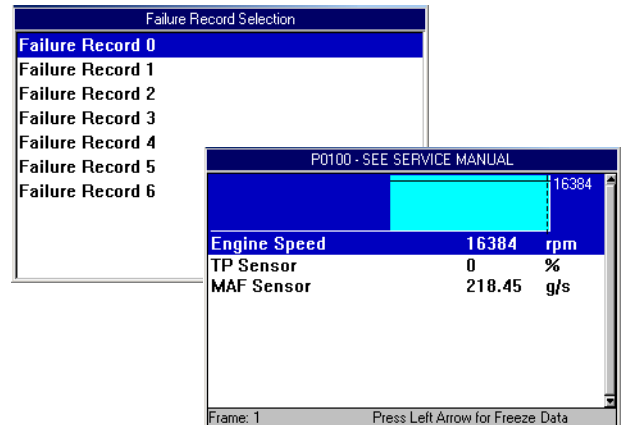 Failure Record Selection
Failure Record 0
Failure Record 1
Failure Record 2
Failure Record 3
Failure Record 4
Failure Record 5
Failure Record 6
P0100 - SEE SERVICE MANUAL
16384
Engine Speed 16384 rpm
TP Sensor 0 %
MAF Sensor 218.45 g/s
Frame: 1 Press Left Arrow for Freeze Data